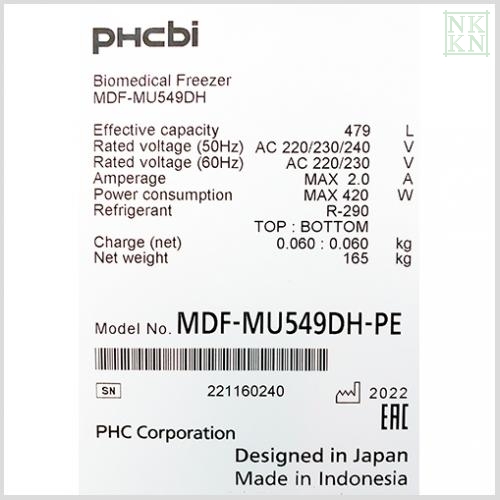 NK
KN
PHCbi
Biomedical Freezer
MDF-MU549DH
Effective capacity 479 L
Rated voltage (50Hz) AC 220/230/240 V
Rated voltage (60Hz) AC 220/230 V
Amperage MAX 2.0 A
Power consumption MAX 420 W
Refrigerant R-290
TOP : BOTTOM
Charge (net) 0.060 : 0.060 kg
Net weight 165 kg
Model No. MDF-MU549DH-PE
SN 221160240 2022
EAC
PHC Corporation
Designed in Japan
Made in Indonesia